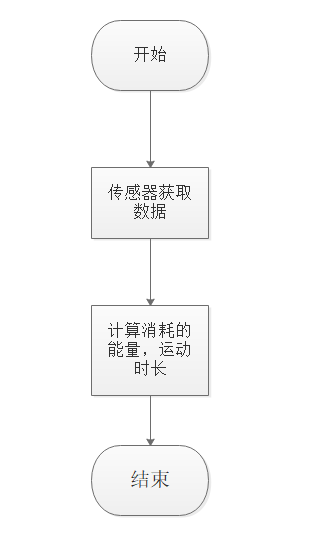 开始
传感器获取
数据
计算消耗的
能量，运动
时长
结束